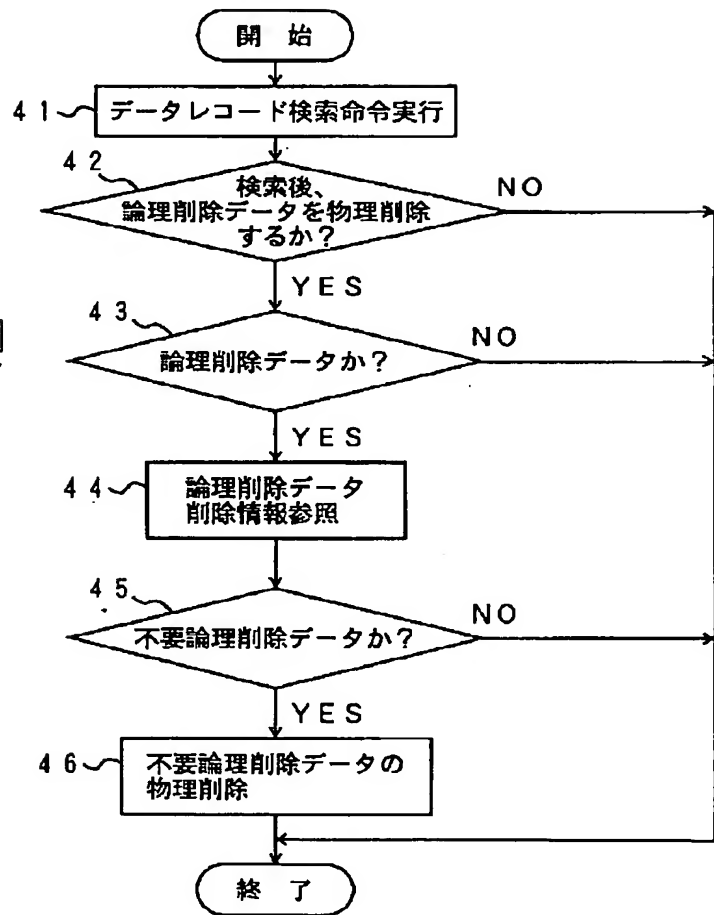 開 始
41
データレコード検索命令実行
42
検索後、
論理削除データを物理削除
するか?
NO
YES
43
論理削除データか?
NO
YES
44
論理削除データ
削除情報参照
45
不要論理削除データか?
NO
YES
46
不要論理削除データの
物理削除
終 了